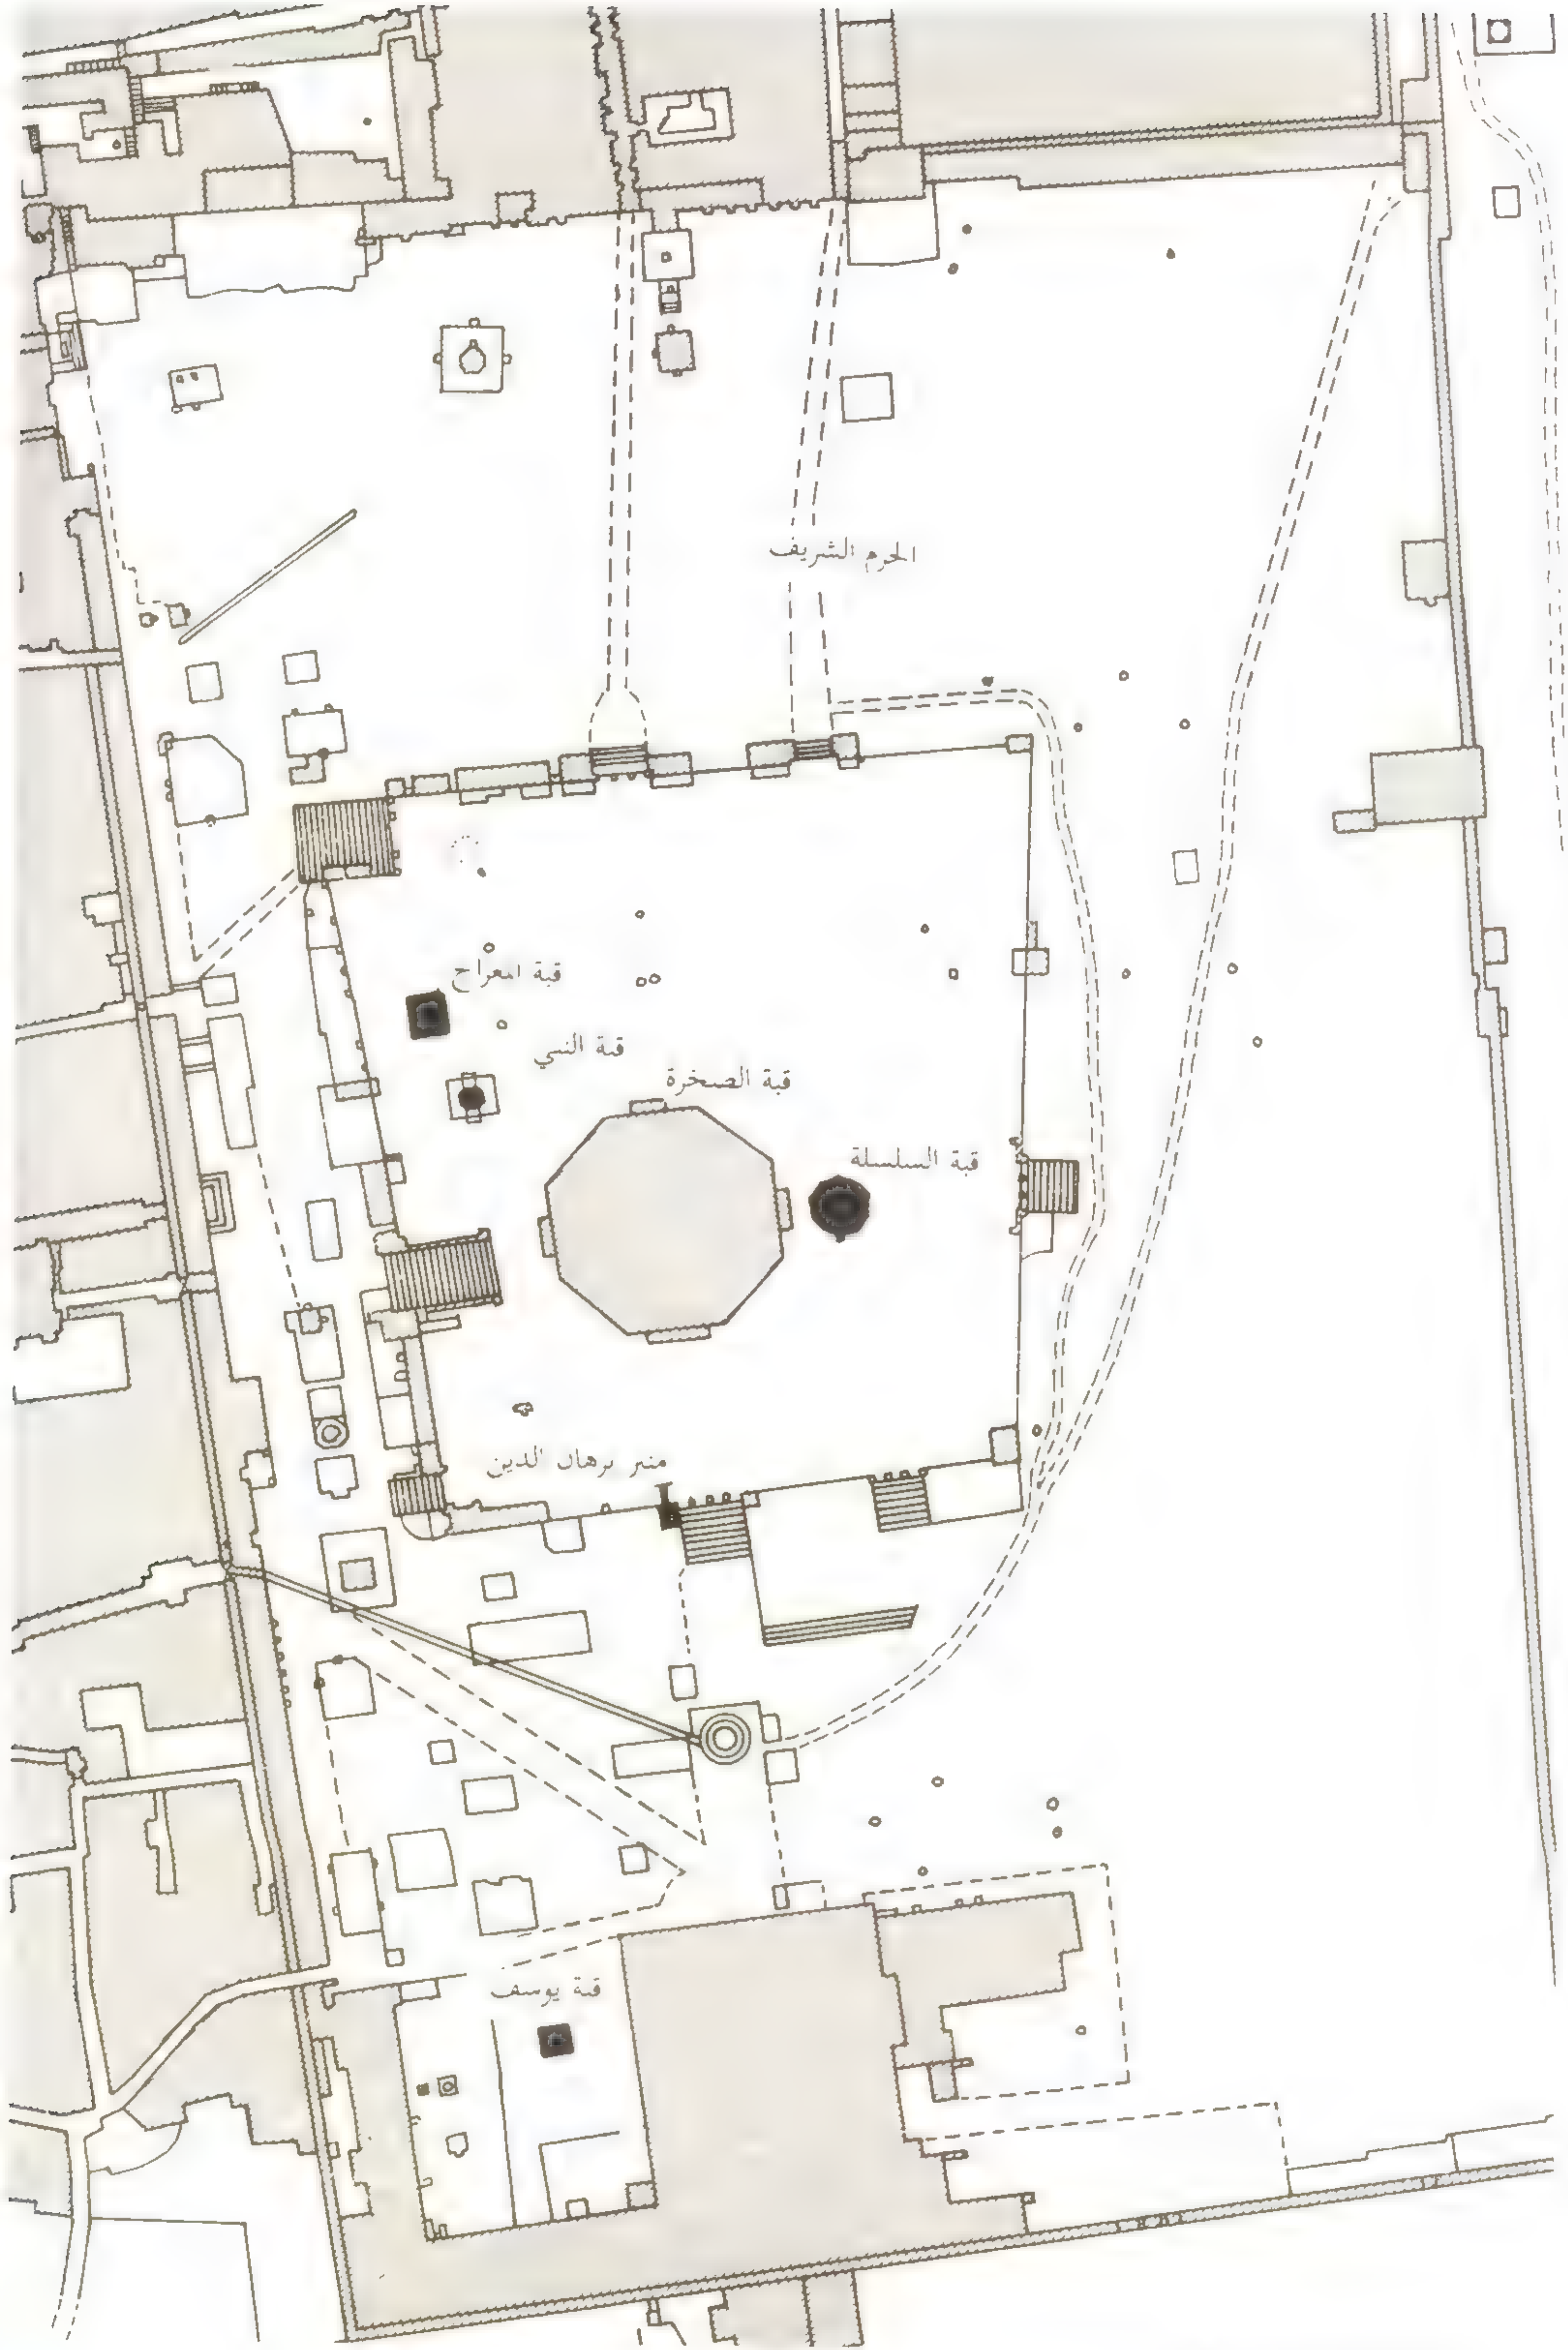 الحرم الشريف
قبة المعراج
قبة النبي
قبة الصخرة
قبة السلسلة
منبر برهان الدين
قبة يوسف